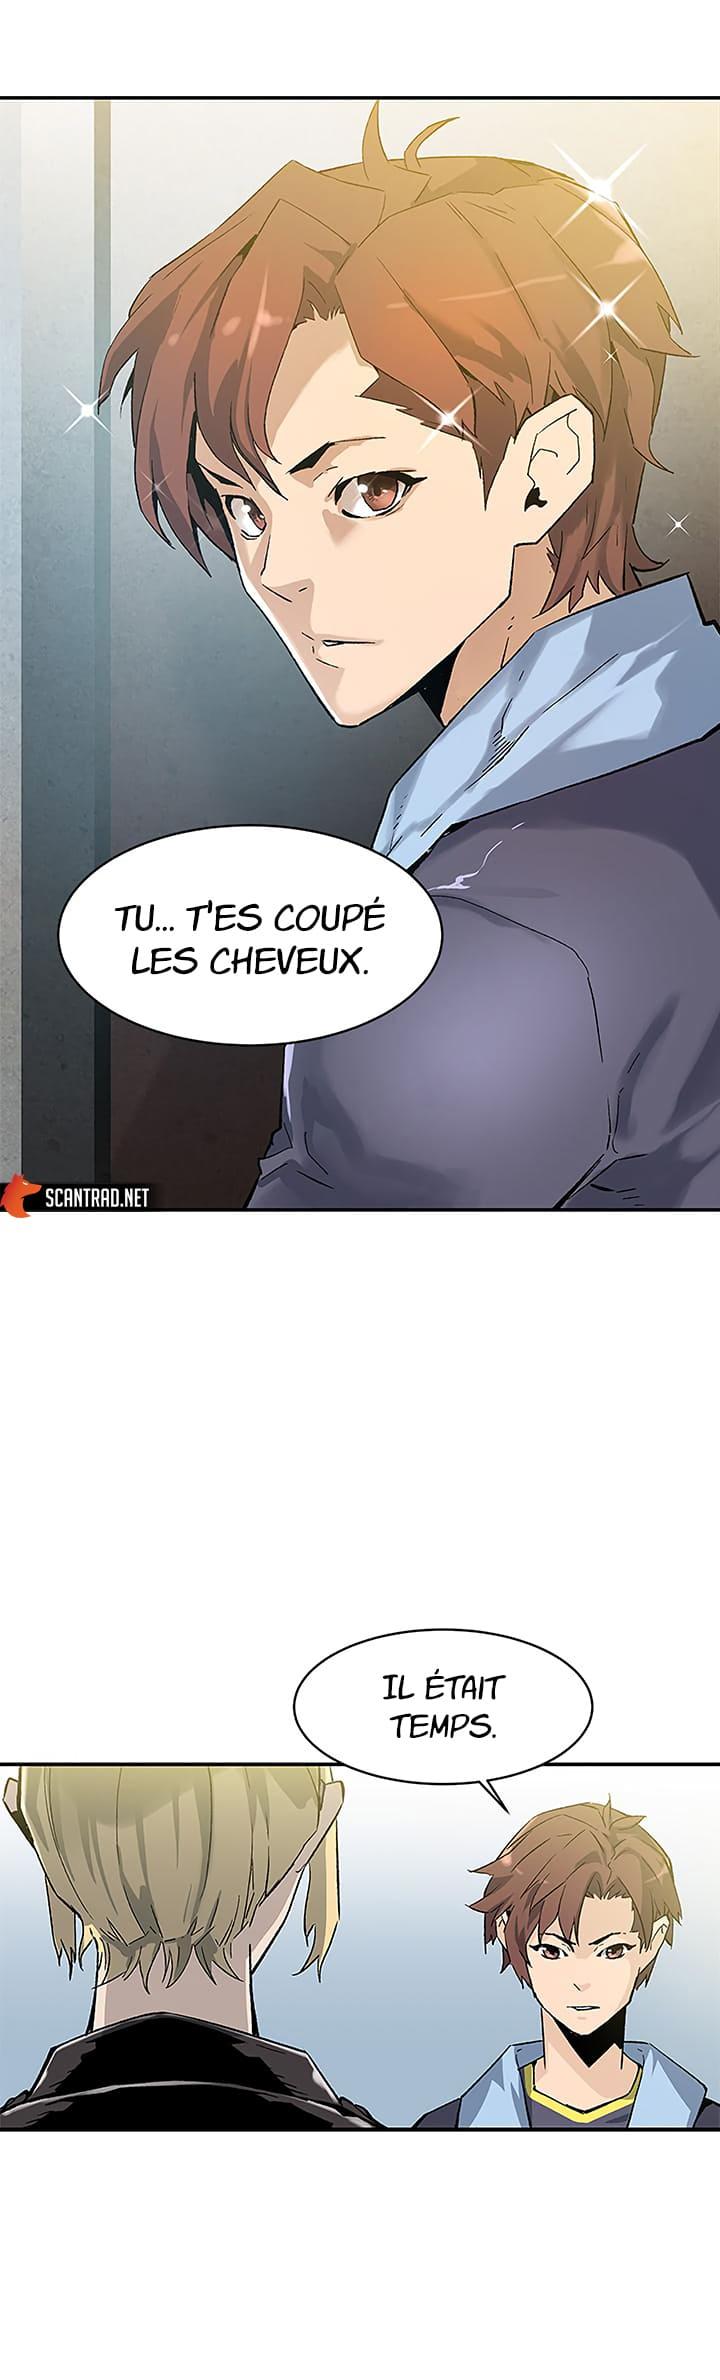 TU... T'ES COUPÉ
LES CHEVEUX.
SCANTRAD.NET
IL ÉTAIT
TEMPS.